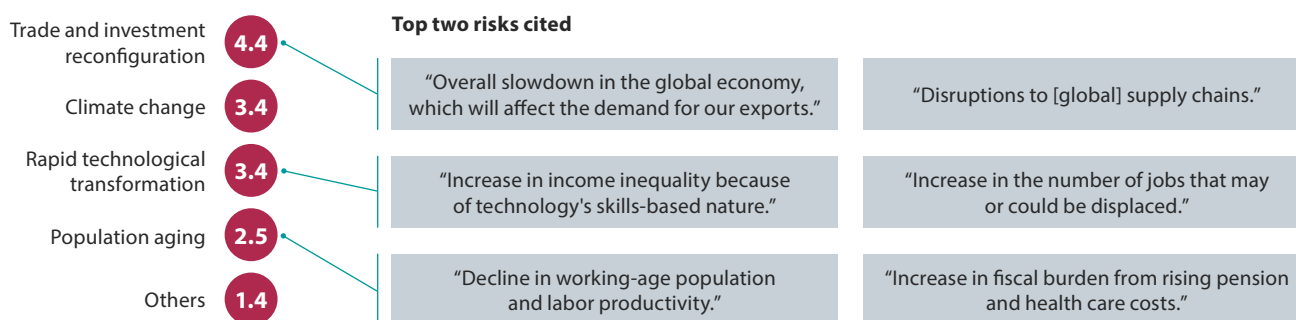 Top two risks cited
Trade and investment
reconfiguration
4.4
“Overall slowdown in the global economy,
which will affect the demand for our exports.”
“Disruptions to [global] supply chains.”
Climate change
3.4
Rapid technological
transformation
3.4
“Increase in income inequality because
of technology's skills-based nature.”
“Increase in the number of jobs that may
or could be displaced.”
Population aging
2.5
“Decline in working-age population
and labor productivity.”
“Increase in fiscal burden from rising pension
and health care costs.”
Others
1.4